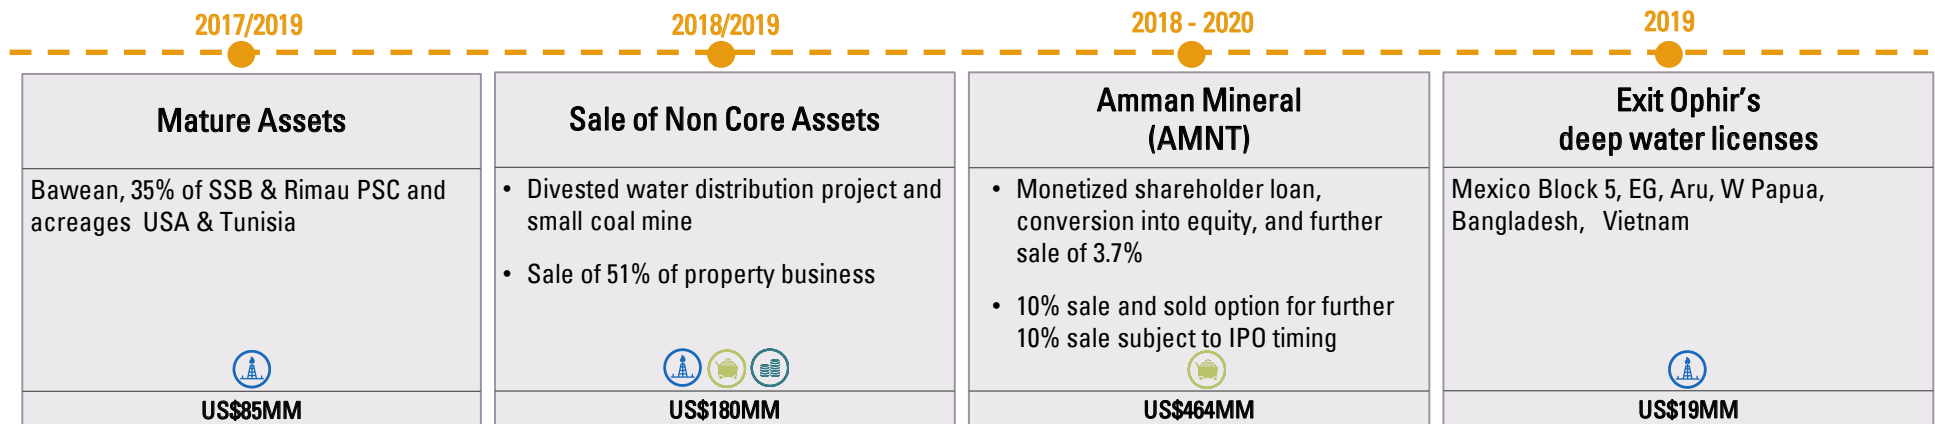 2017/2019
2018/2019
2018 - 2020
2019
Mature Assets
Bawean, 35% of SSB & Rimau PSC and
acreages USA & Tunisia
US$85MM
Sale of Non Core Assets
• Divested water distribution project and
small coal mine
• Sale of 51% of property business
US$180MM
Amman Mineral
(AMNT)
• Monetized shareholder loan,
conversion into equity, and further
sale of 3.7%
• 10% sale and sold option for further
10% sale subject to IPO timing
US$464MM
Exit Ophir's
deep water licenses
Mexico Block 5, EG, Aru, W Papua,
Bangladesh, Vietnam
US$19MM